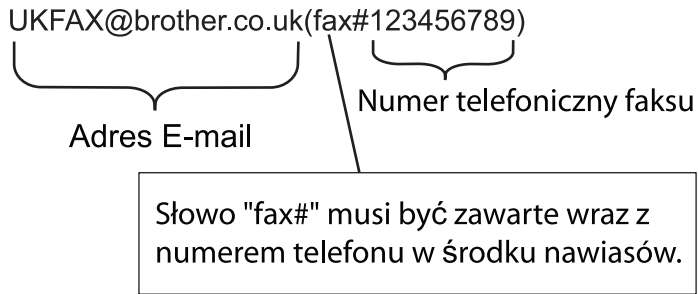 UKFAX@brother.co.uk(fax#123456789)
Numer telefoniczny faksu
Adres E-mail
Słowo "fax#" musi być zawarte wraz z
numerem telefonu w środku nawiasów.